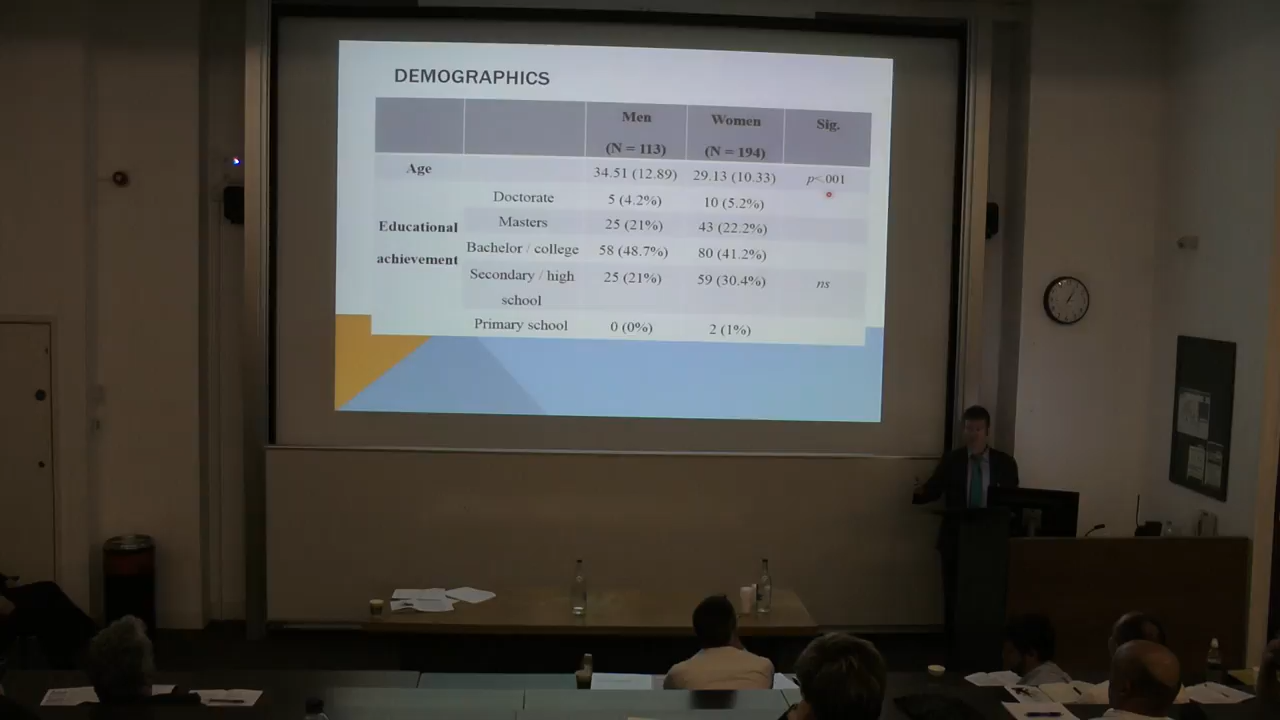 DEMOGRAPHICS
Men Women Sig.
(N = 113) (N = 194)
Age 34.51 (12.89) 29.13 (10.33) p<.001
Doctorate 5 (4.2%) 10 (5.2%)
Educational Masters 25 (21%) 43 (22.2%)
achievement Bachelor / college 58 (48.7%) 80 (41.2%)
Secondary / high 25 (21%) 59 (30.4%) ns
school
Primary school 0 (0%) 2 (1%)